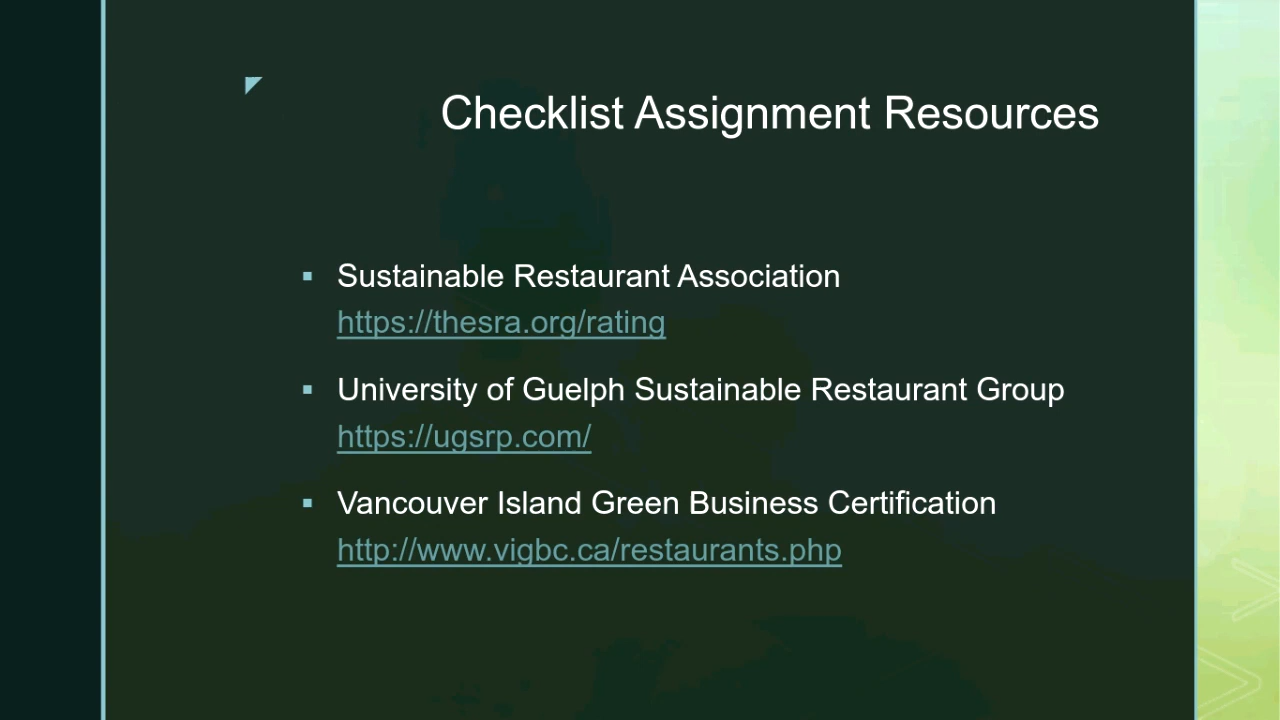 Checklist Assignment Resources
Sustainable Restaurant Association
https://thesra.org/rating
University of Guelph Sustainable Restaurant Group
https://ugsrp.com/
Vancouver Island Green Business Certification
http://www.vigbc.ca/restaurants.php